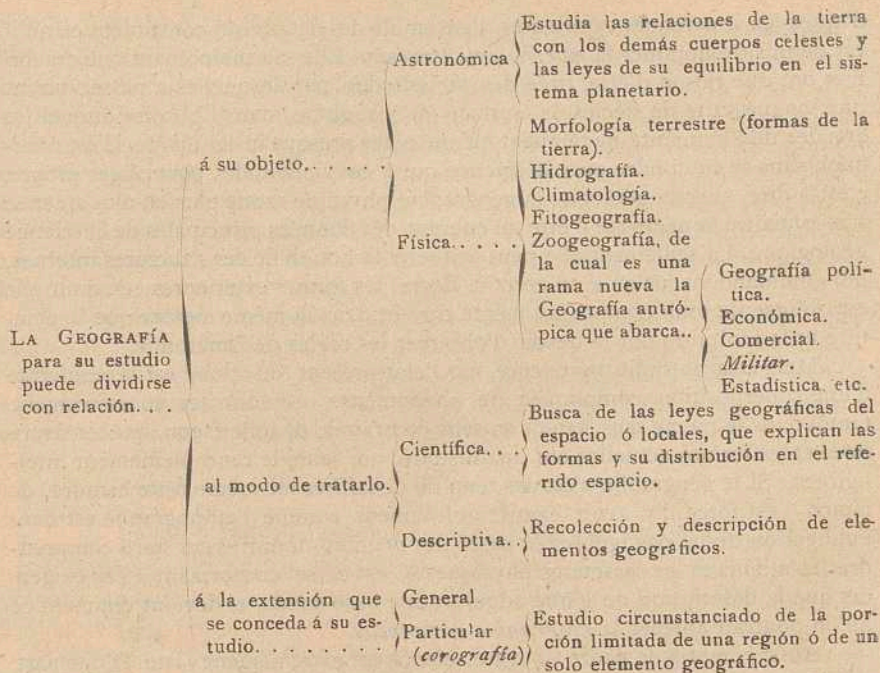 LA GEOGRAFÍA
para su estudio
puede dividirse
con relación. . .
á su objeto. . . . . .
Astronómica
Estudia las relaciones de la tierra
con los demás cuerpos celestes y
las leyes de su equilibrio en el sis-
tema planetario.
Física. . . . .
Morfología terrestre (formas de la
tierra).
Hidrografía.
Climatología.
Fitogeografía.
Zoogeografía, de
la cual es una
rama nueva la
Geografía antró-
pica que abarca..
Geografía polí-
tica.
Económica.
Comercial.
Militar.
Estadística, etc.
al modo de tratarlo.
Científica. . .
Busca de las leyes geográficas del
espacio ó locales, que explican las
formas y su distribución en el refe-
rido espacio.
Descriptiva. .
Recolección y descripción de ele-
mentos geográficos.
á la extensión que
se conceda á su es-
tudio. . . . . . . .
General.
Particular
(corografía)
Estudio circunstanciado de la por-
ción limitada de una región ó de un
solo elemento geográfico.